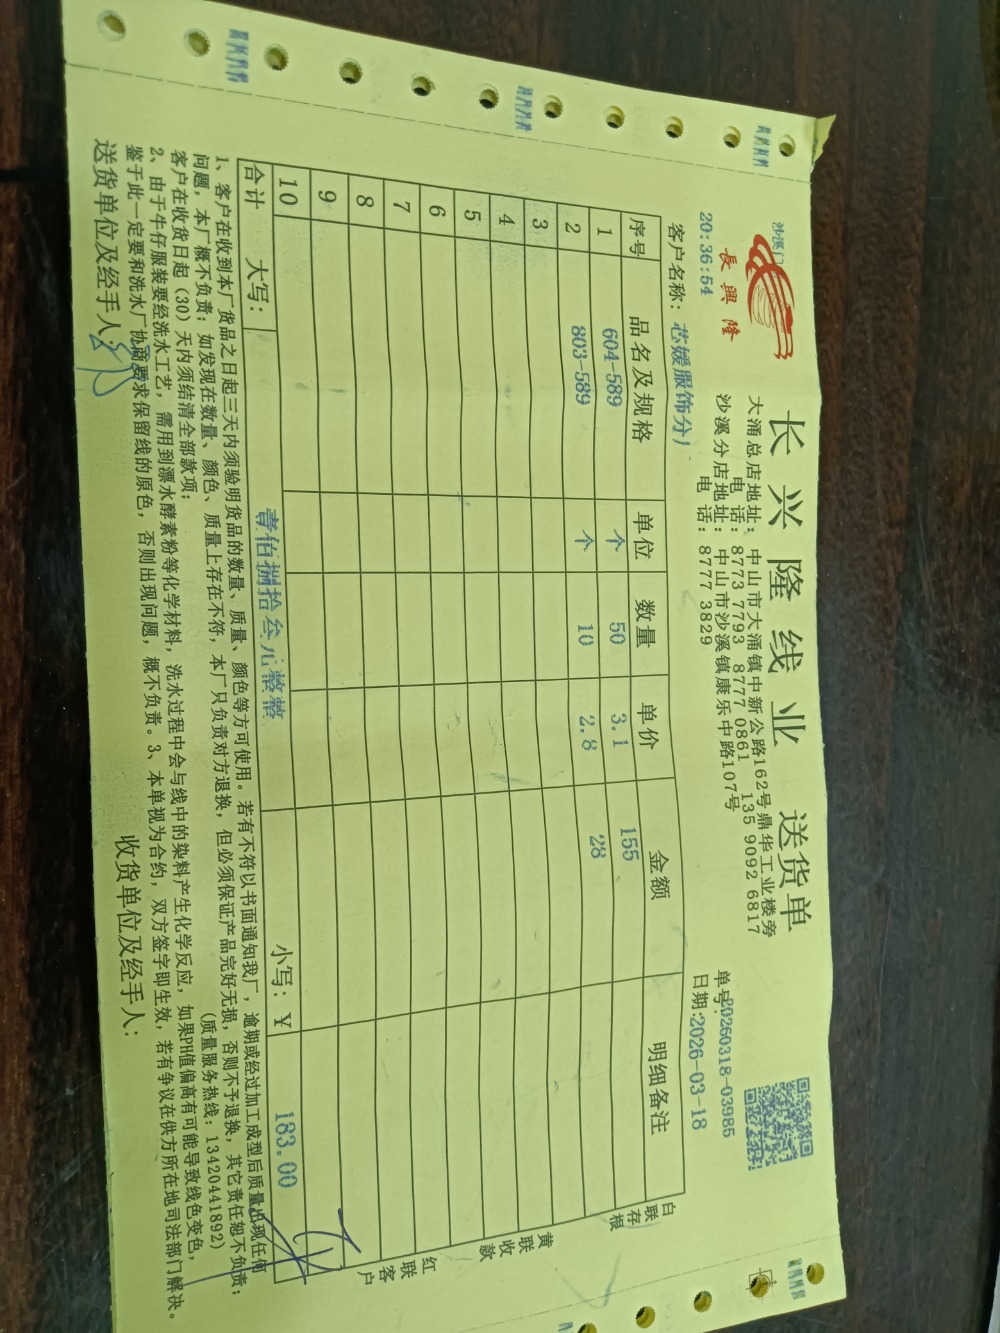 沙溪门
長興隆
20:36:54
长兴隆线业 送货单
大涌总店地址: 中山市大涌镇中新公路162号鼎华工业楼旁
电 话: 8773 7793 8777 0861 135 9092 6817
沙溪分店地址: 中山市沙溪镇康乐中路107号
电 话: 8777 3829
单号:20260318-03985
日期:2026-03-18
客户名称: 芯媛服饰分厂
序号 品名及规格 单位 数量 单价 金额 明细备注
1 604-589 个 50 3.1 155
2 803-589 个 10 2.8 28
3
4
5
6
7
8
9
10
合计 大写: 壹佰捌拾叁元整整 小写: ¥ 183.00
白联存根
黄联收款
红联客户
1、客户在收到本厂货品之日起三天内须验明货品的数量、质量、颜色等方可使用。若有不符以书面通知我厂，逾期或经过加工成型后质量出现任何
问题，本厂概不负责；如发现在数量、颜色、质量上存在不符，本厂只负责对方退换，但必须保证产品完好无损，否则不予退换，其它责任恕不负责；
客户在收货日起（30）天内须结清全部款项； (质量服务热线: 13420441892)
2、由于牛仔服装要经洗水工艺，需用到漂水酵素粉等化学材料，洗水过程中会与线中的染料产生化学反应，如果PH值偏高有可能导致线色变色，
鉴于此一定要和洗水厂协商要求保留线的原色，否则出现问题，概不负责。3、本单视为合约，双方签字即生效，若有争议在供方所在地司法部门解决。
送货单位及经手人: 收货单位及经手人: